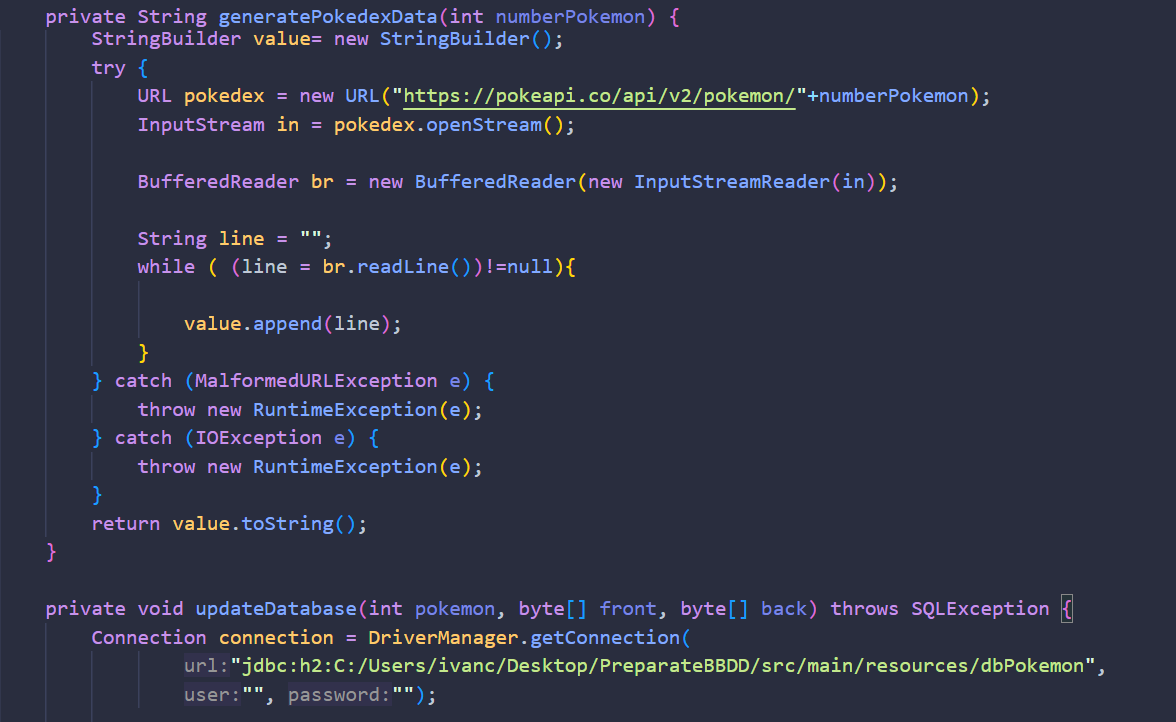 private String generatePokedexData(int numberPokemon) {
    StringBuilder value= new StringBuilder();
    try {
        URL pokedex = new URL("https://pokeapi.co/api/v2/pokemon/"+numberPokemon);
        InputStream in = pokedex.openStream();

        BufferedReader br = new BufferedReader(new InputStreamReader(in));

        String line = "";
        while ( (line = br.readLine())!=null){

            value.append(line);
        }
    } catch (MalformedURLException e) {
        throw new RuntimeException(e);
    } catch (IOException e) {
        throw new RuntimeException(e);
    }
    return value.toString();
}

private void updateDatabase(int pokemon, byte[] front, byte[] back) throws SQLException {
    Connection connection = DriverManager.getConnection(
            url:"jdbc:h2:C:/Users/ivanc/Desktop/PreparateBBDD/src/main/resources/dbPokemon",
            user:"", password:"");